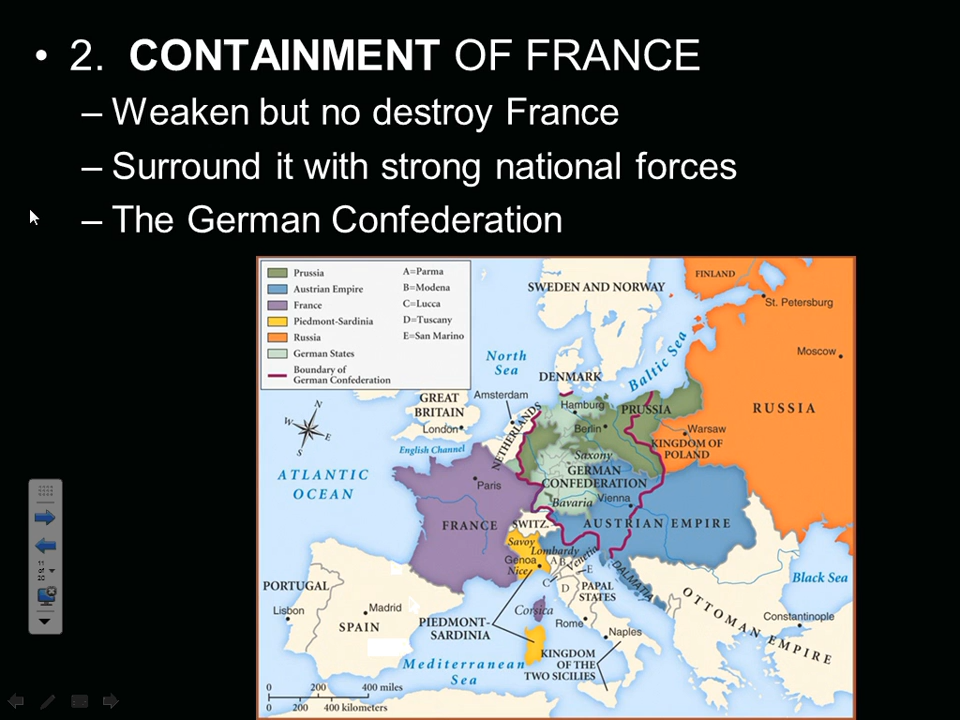 • 2. CONTAINMENT OF FRANCE
– Weaken but no destroy France
– Surround it with strong national forces
– The German Confederation
Prussia
Austrian Empire
France
Piedmont-Sardinia
Russia
German States
Boundary of
German Confederation
A=Parma
B=Modena
C=Lucca
D=Tuscany
E=San Marino
FINLAND
SWEDEN AND NORWAY
St. Petersburg
Moscow
North
Sea
Baltic Sea
DENMARK
Amsterdam
GREAT
BRITAIN
London
Hamburg
PRUSSIA
RUSSIA
Berlin
NETHERLANDS
Warsaw
KINGDOM OF
POLAND
N
W
E
S
English Channel
Saxony
ATLANTIC
OCEAN
GERMAN
CONFEDERATION
Paris
Bavaria
Vienna
FRANCE
SWITZ.
AUSTRIAN EMPIRE
Savoy
Lombardy
Venetia
Genoa
Nice
A
B
C
D
E
DALMATIA
PAPAL
STATES
Black Sea
PORTUGAL
Lisbon
Madrid
SPAIN
Corsica
PIEDMONT-
SARDINIA
Rome
Naples
OTTOMAN EMPIRE
Constantinople
KINGDOM
OF THE
TWO SICILIES
Mediterranean
Sea
0 200 400 miles
0 200 400 kilometers
11
of
20